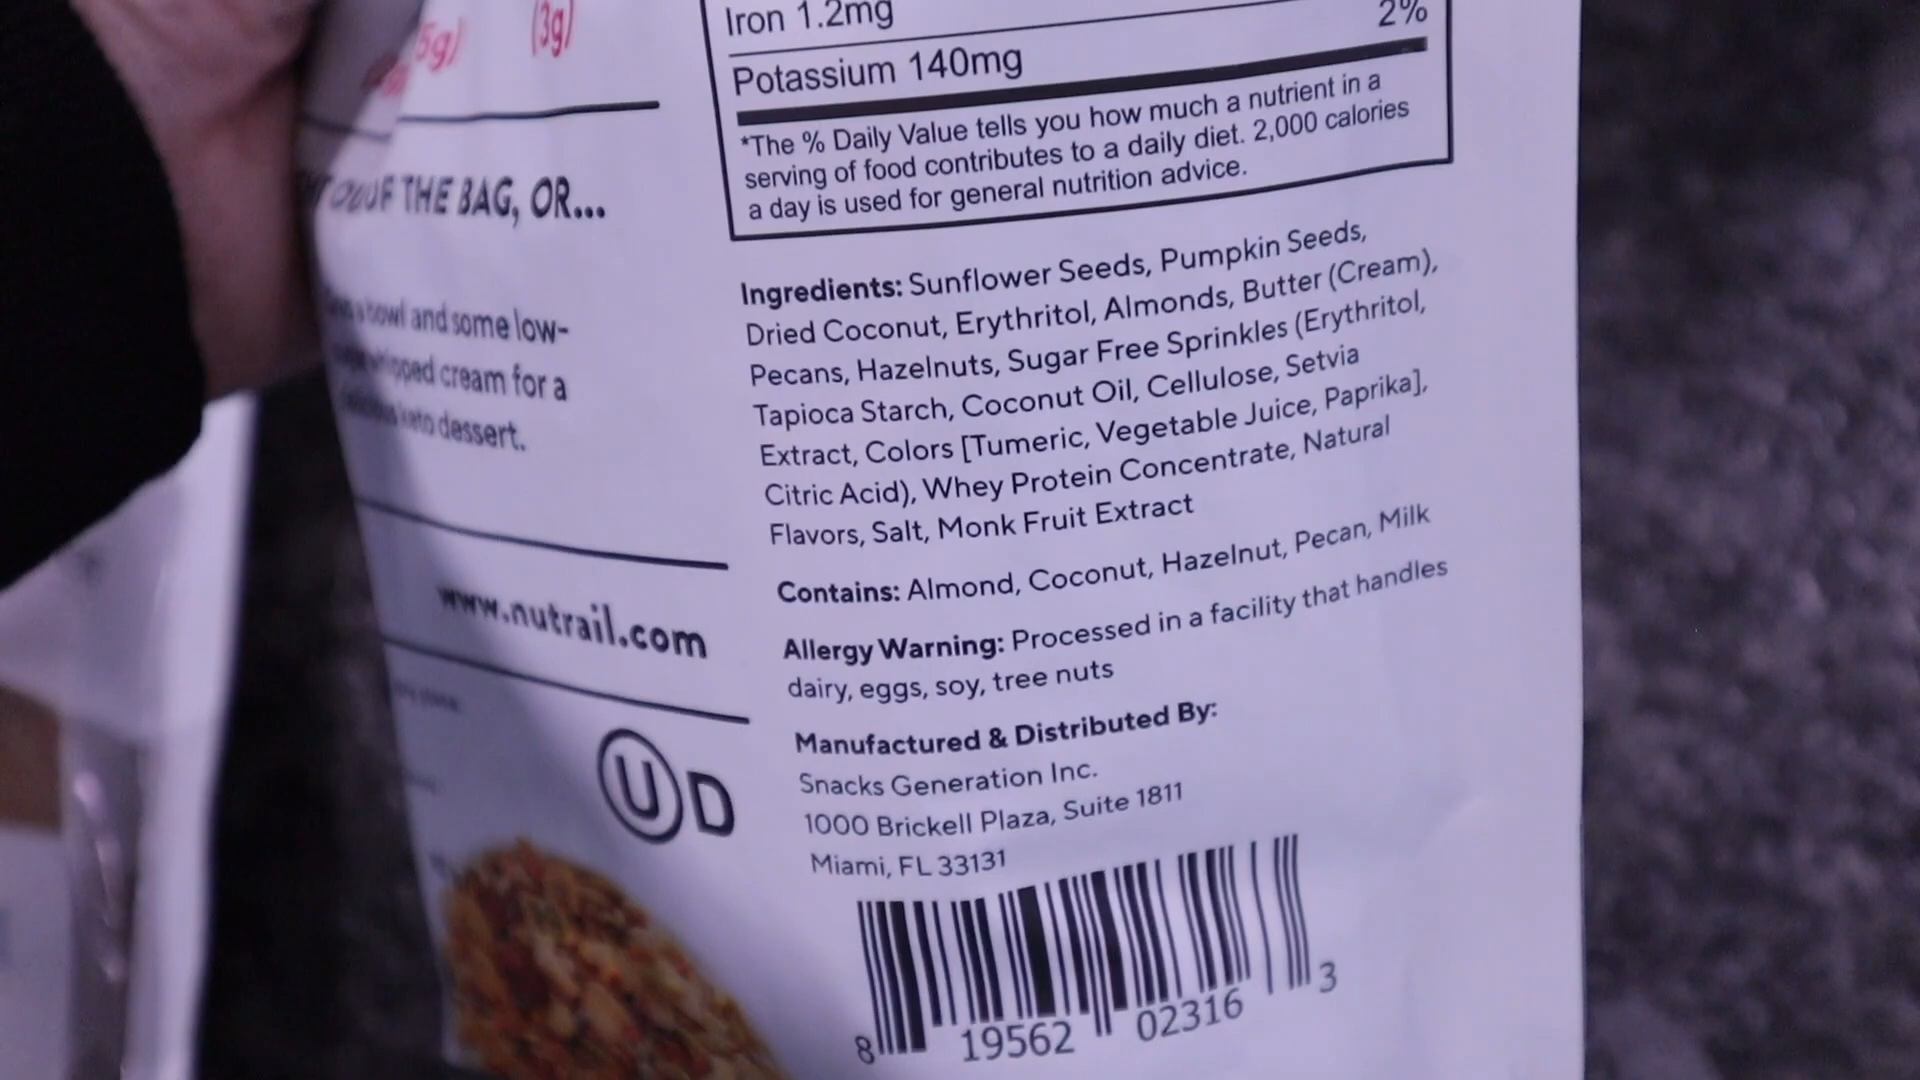 5g)
(3g)
OF THE BAG, OR...
bowl and some low-
whipped cream for a
keto dessert.
www.nutrail.com
U D
Iron 1.2mg
2%
Potassium 140mg
*The % Daily Value tells you how much a nutrient in a
serving of food contributes to a daily diet. 2,000 calories
a day is used for general nutrition advice.
Ingredients: Sunflower Seeds, Pumpkin Seeds,
Dried Coconut, Erythritol, Almonds, Butter (Cream),
Pecans, Hazelnuts, Sugar Free Sprinkles (Erythritol,
Tapioca Starch, Coconut Oil, Cellulose, Setvia
Extract, Colors [Tumeric, Vegetable Juice, Paprika],
Citric Acid), Whey Protein Concentrate, Natural
Flavors, Salt, Monk Fruit Extract
Contains: Almond, Coconut, Hazelnut, Pecan, Milk
Allergy Warning: Processed in a facility that handles
dairy, eggs, soy, tree nuts
Manufactured & Distributed By:
Snacks Generation Inc.
1000 Brickell Plaza, Suite 1811
Miami, FL 33131
8 19562 02316 3